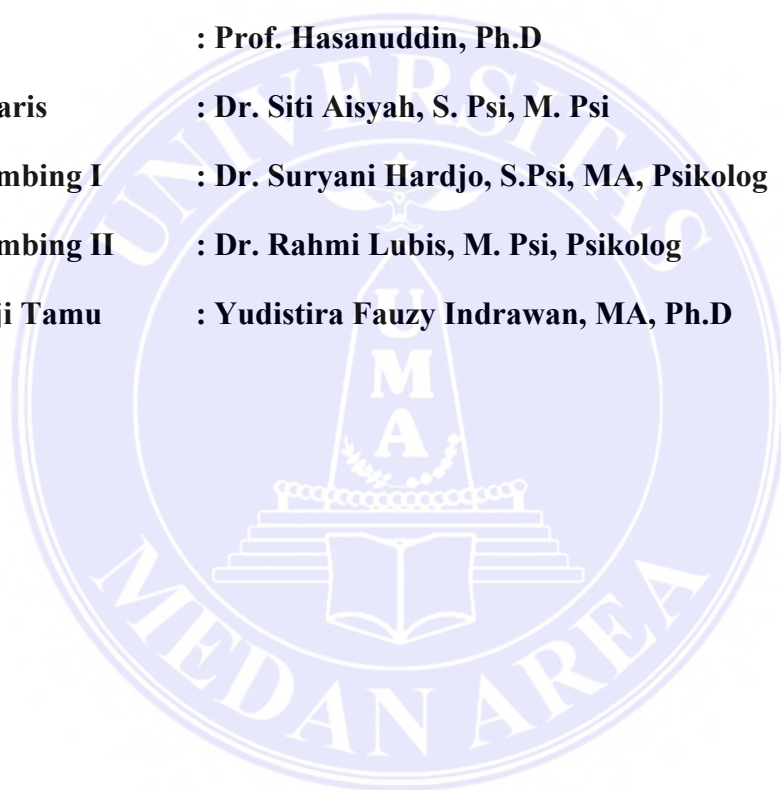 : Prof. Hasanuddin, Ph.D
aris : Dr. Siti Aisyah, S. Psi, M. Psi
mbing I : Dr. Suryani Hardjo, S.Psi, MA, Psikolog
mbing II : Dr. Rahmi Lubis, M. Psi, Psikolog
ji Tamu : Yudistira Fauzy Indrawan, MA, Ph.D
UNIVERSITAS
UMA
MEDAN AREA